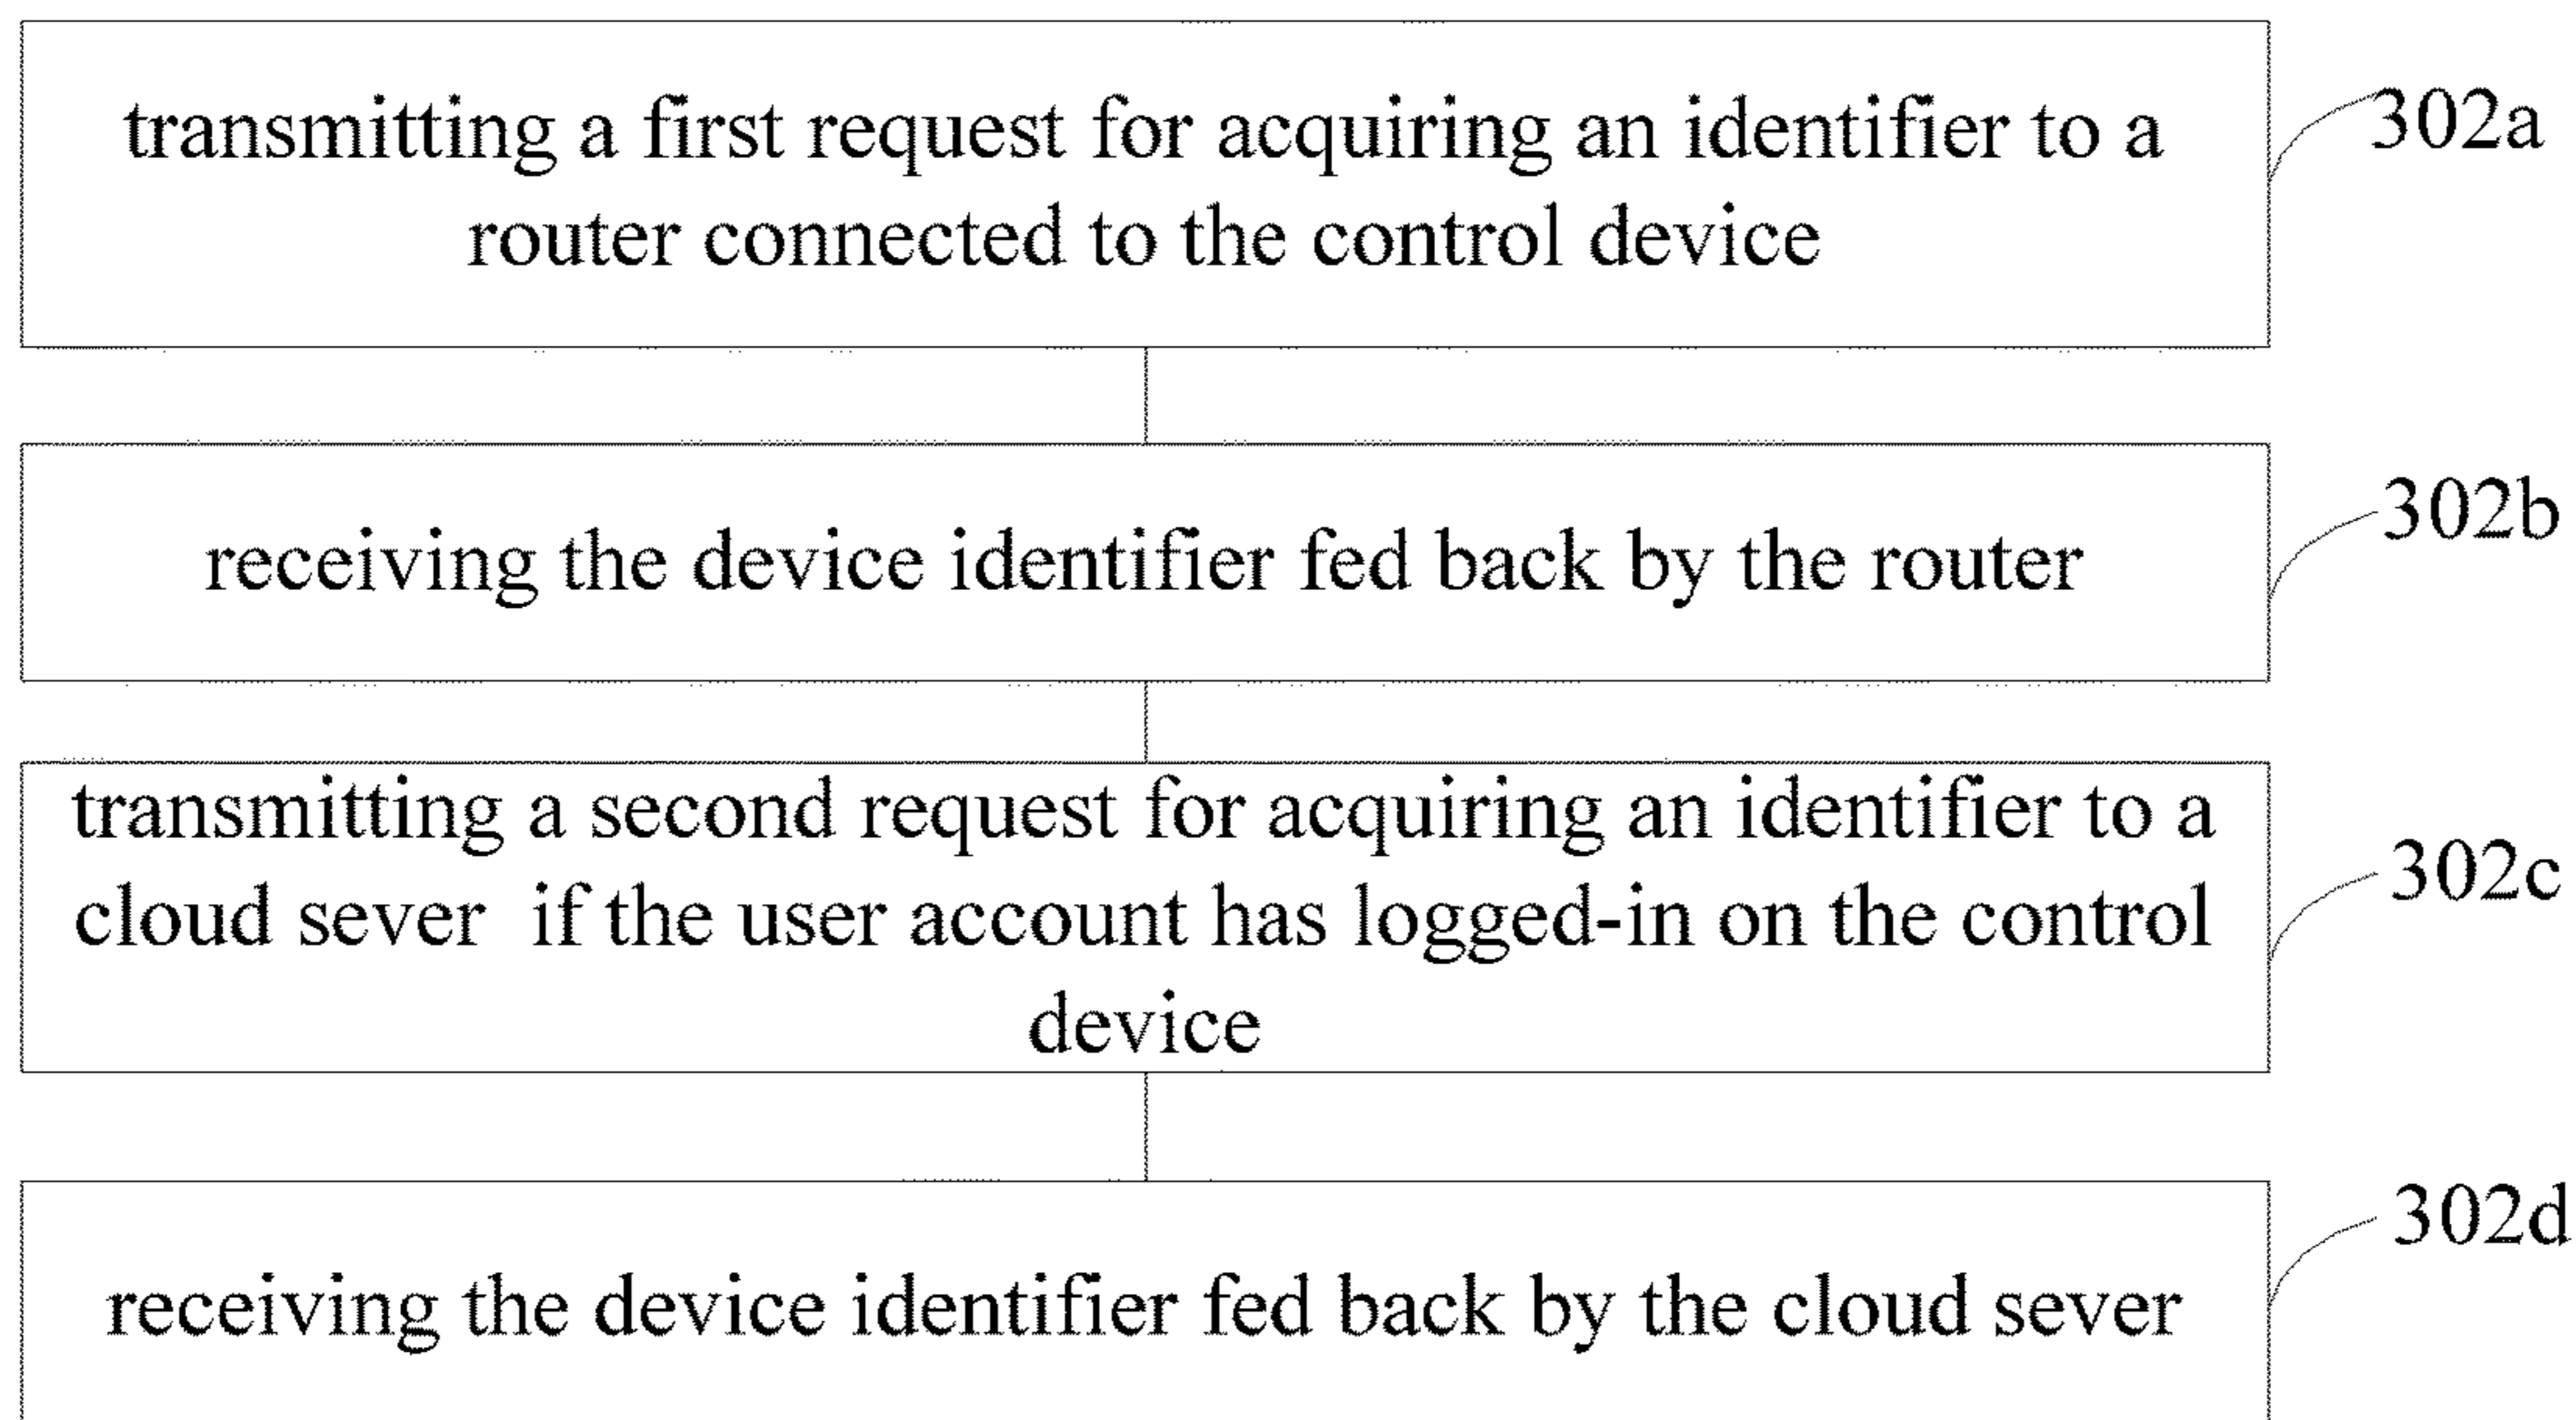 transmitting a first request for acquiring an identifier to a
router connected to the control device
302a
receiving the device identifier fed back by the router
302b
transmitting a second request for acquiring an identifier to a
cloud sever if the user account has logged-in on the control
device
302c
receiving the device identifier fed back by the cloud sever
302d